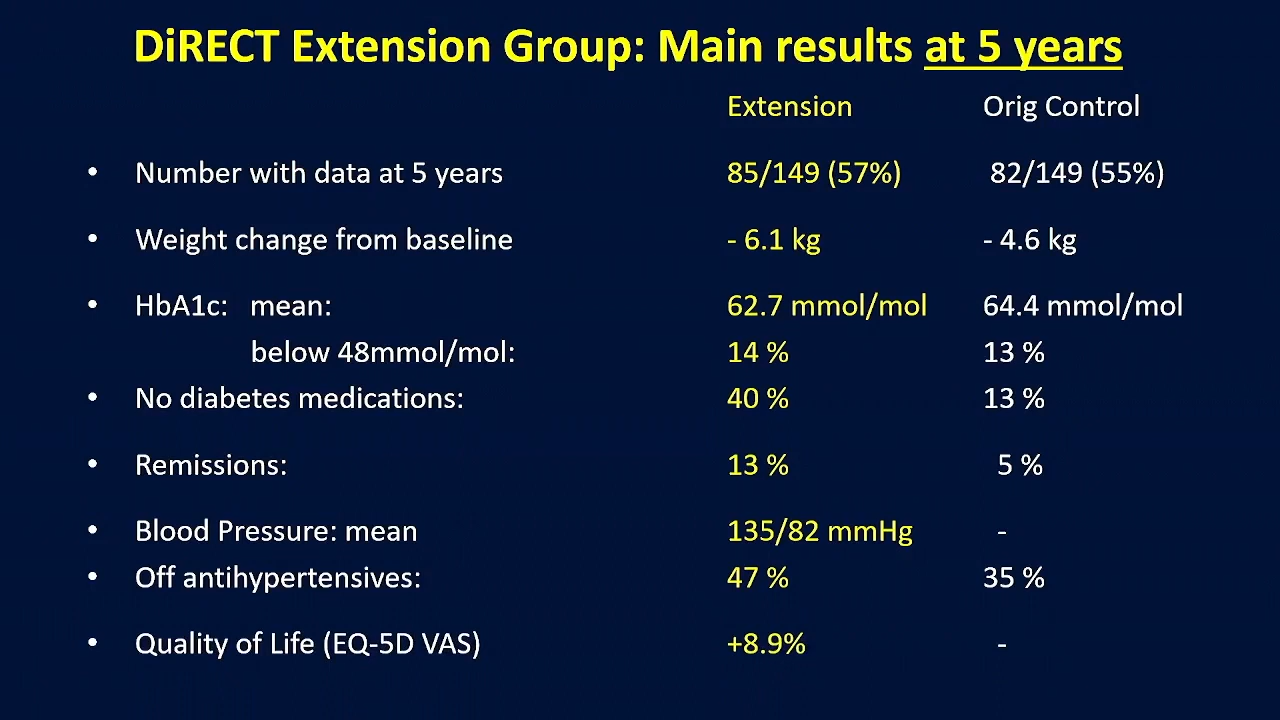 DiRECT Extension Group: Main results at 5 years
Extension Orig Control
• Number with data at 5 years 85/149 (57%) 82/149 (55%)
• Weight change from baseline - 6.1 kg - 4.6 kg
• HbA1c: mean: 62.7 mmol/mol 64.4 mmol/mol
below 48mmol/mol: 14 % 13 %
• No diabetes medications: 40 % 13 %
• Remissions: 13 % 5 %
• Blood Pressure: mean 135/82 mmHg -
• Off antihypertensives: 47 % 35 %
• Quality of Life (EQ-5D VAS) +8.9% -